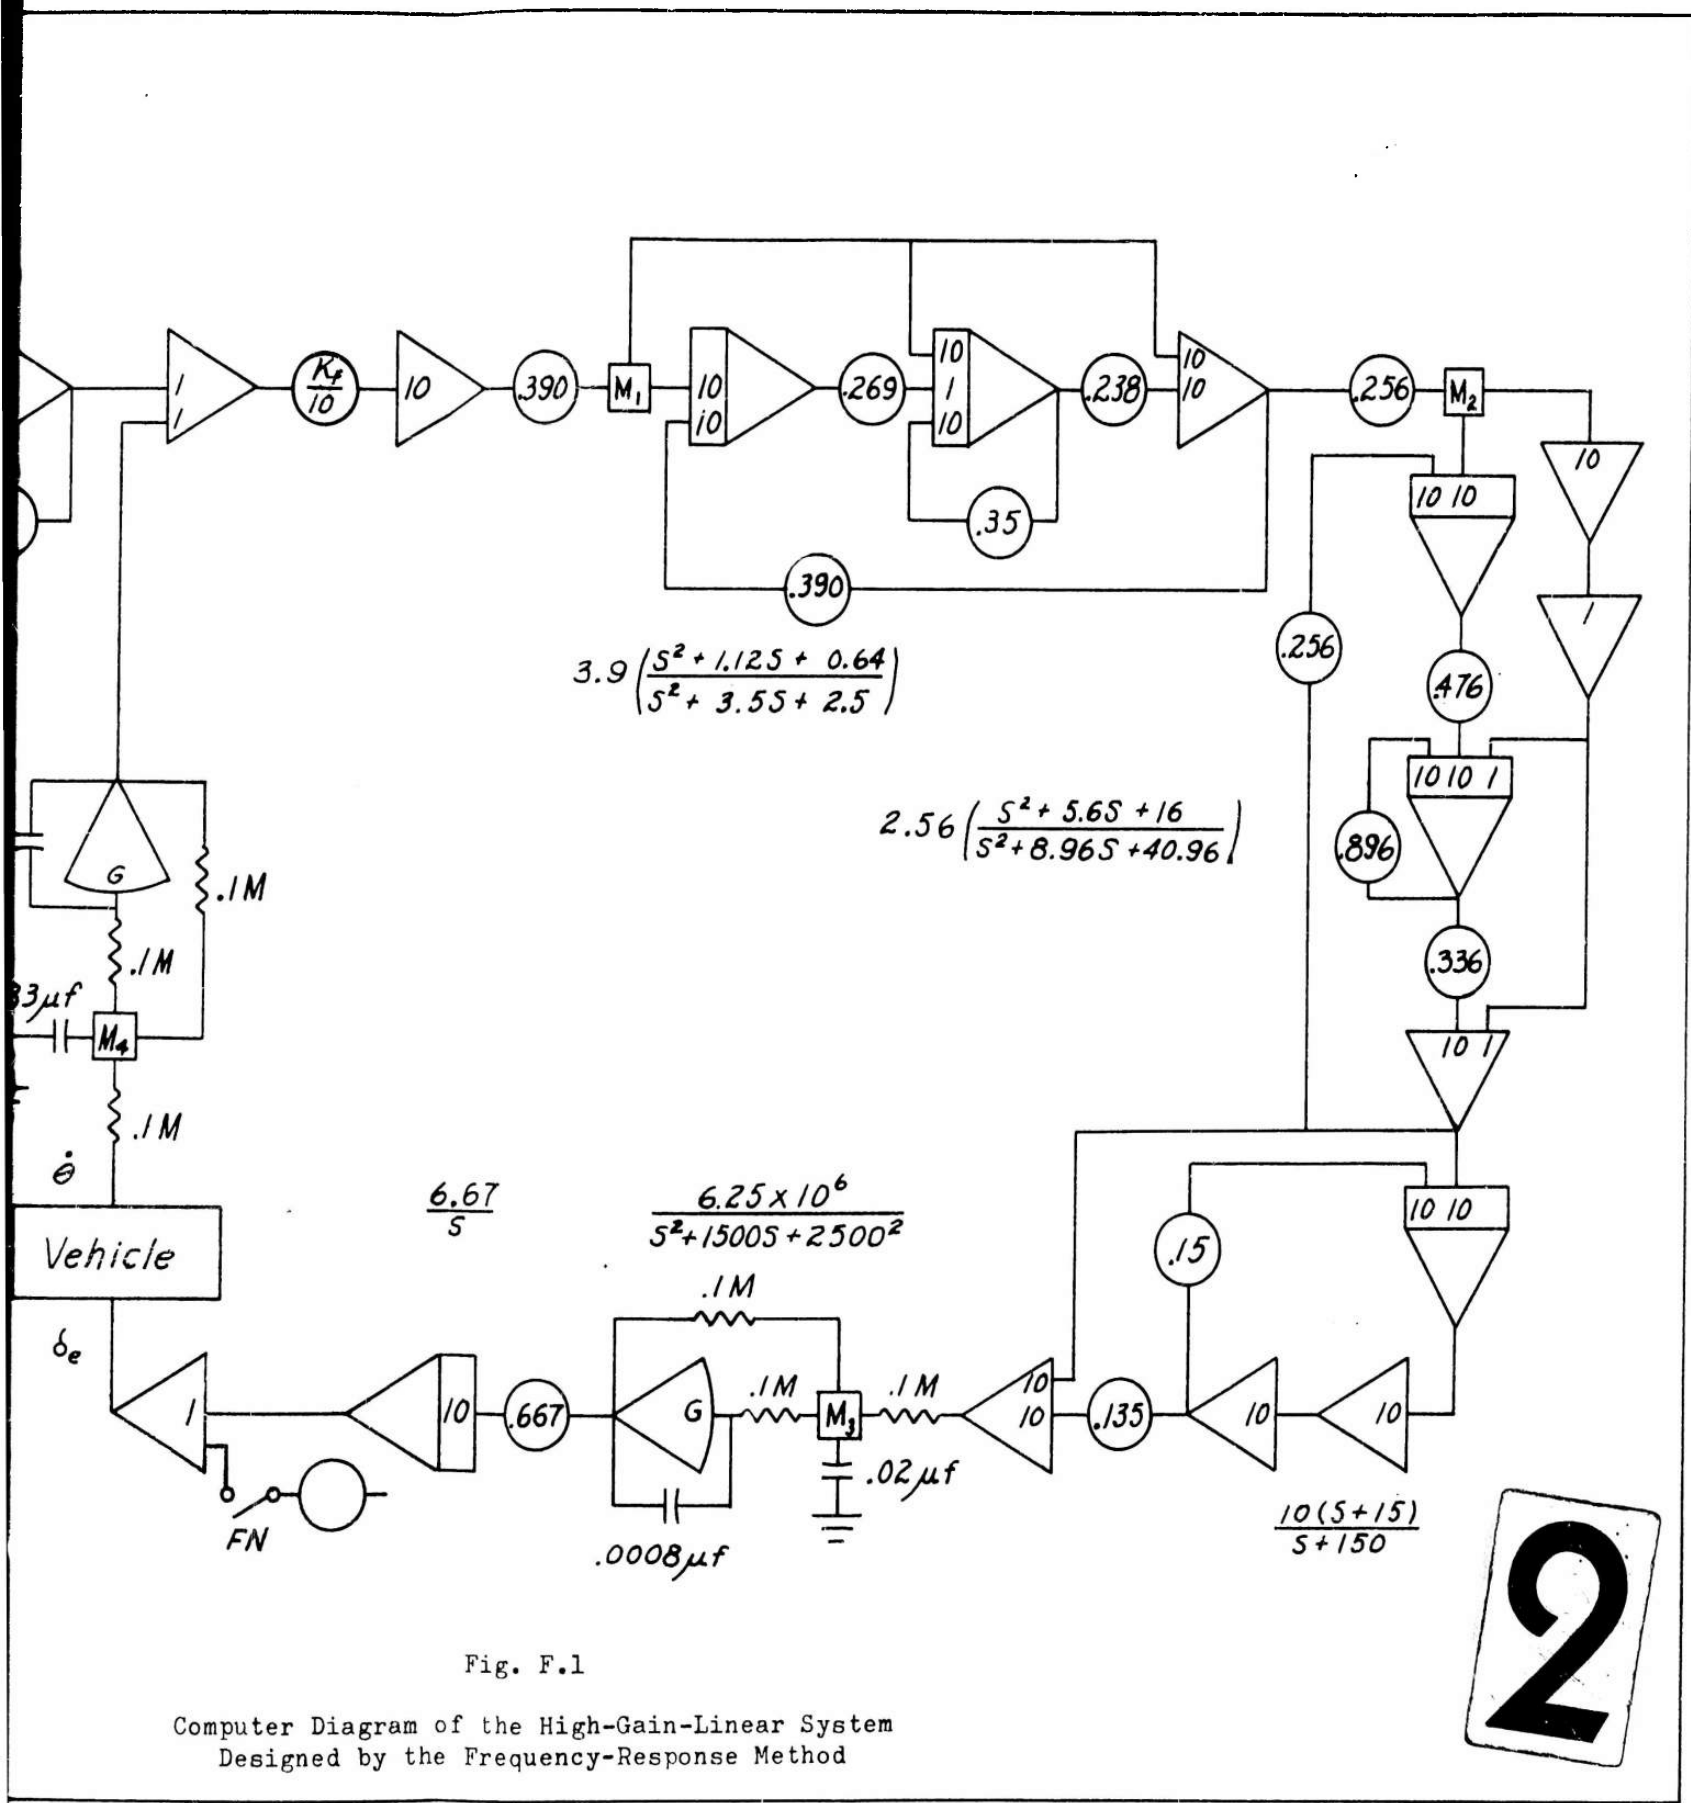 1
1
K_f/10
10
.390
M₁
10
10
.269
10
1
10
.238
10
10
.256
M₂
10
.35
.390
10 10
1
.256
.476
3.9 (S² + 1.12S + 0.64 / S² + 3.5S + 2.5)
10 10 1
2.56 (S² + 5.6S + 16 / S² + 8.96S + 40.96)
.896
G
.1M
.1M
.336
33μf
M₄
10 1
.1M
θ̇
6.67 / S
6.25 x 10⁶ / S² + 1500S + 2500²
10 10
Vehicle
.15
.1M
δe
1
10
.667
G
.1M
M₃
.1M
10
10
.135
10
10
.02μf
FN
.0008μf
10(S+15) / S+150
2
Fig. F.1
Computer Diagram of the High-Gain-Linear System
Designed by the Frequency-Response Method